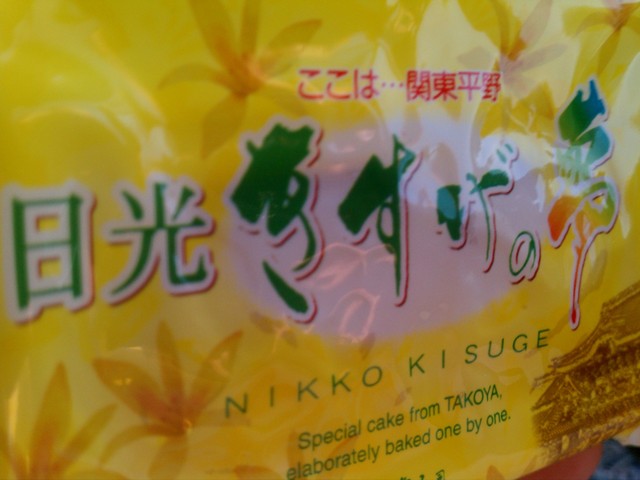 ここは…関東平野
日光きすげの夢
NIKKO KISUGE
Special cake from TAKOYA,
elaborately baked one by one.